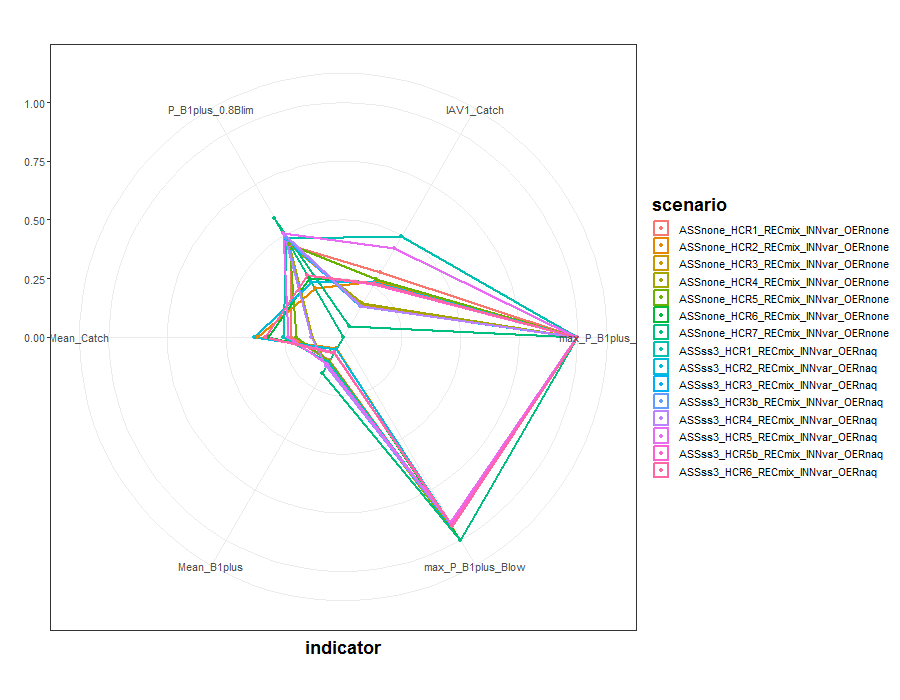 P_B1plus_0.8Blim
IAV1_Catch
1.00
0.75
0.50
0.25
0.00
Mean_Catch
max_P_B1plus_
Mean_B1plus
max_P_B1plus_Blow
indicator
scenario
ASSnone_HCR1_RECmix_INNvar_OERnone
ASSnone_HCR2_RECmix_INNvar_OERnone
ASSnone_HCR3_RECmix_INNvar_OERnone
ASSnone_HCR4_RECmix_INNvar_OERnone
ASSnone_HCR5_RECmix_INNvar_OERnone
ASSnone_HCR6_RECmix_INNvar_OERnone
ASSnone_HCR7_RECmix_INNvar_OERnone
ASSss3_HCR1_RECmix_INNvar_OERnaq
ASSss3_HCR2_RECmix_INNvar_OERnaq
ASSss3_HCR3_RECmix_INNvar_OERnaq
ASSss3_HCR3b_RECmix_INNvar_OERnaq
ASSss3_HCR4_RECmix_INNvar_OERnaq
ASSss3_HCR5_RECmix_INNvar_OERnaq
ASSss3_HCR5b_RECmix_INNvar_OERnaq
ASSss3_HCR6_RECmix_INNvar_OERnaq